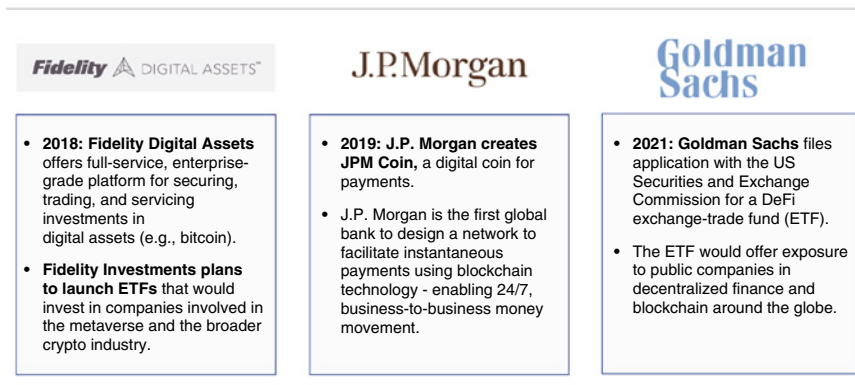 Fidelity DIGITAL ASSETS℠
J.P.Morgan
Goldman
Sachs
• 2018: Fidelity Digital Assets
offers full-service, enterprise-
grade platform for securing,
trading, and servicing
investments in
digital assets (e.g., bitcoin).
• Fidelity Investments plans
to launch ETFs that would
invest in companies involved in
the metaverse and the broader
crypto industry.
• 2019: J.P. Morgan creates
JPM Coin, a digital coin for
payments.
• J.P. Morgan is the first global
bank to design a network to
facilitate instantaneous
payments using blockchain
technology - enabling 24/7,
business-to-business money
movement.
• 2021: Goldman Sachs files
application with the US
Securities and Exchange
Commission for a DeFi
exchange-trade fund (ETF).
• The ETF would offer exposure
to public companies in
decentralized finance and
blockchain around the globe.